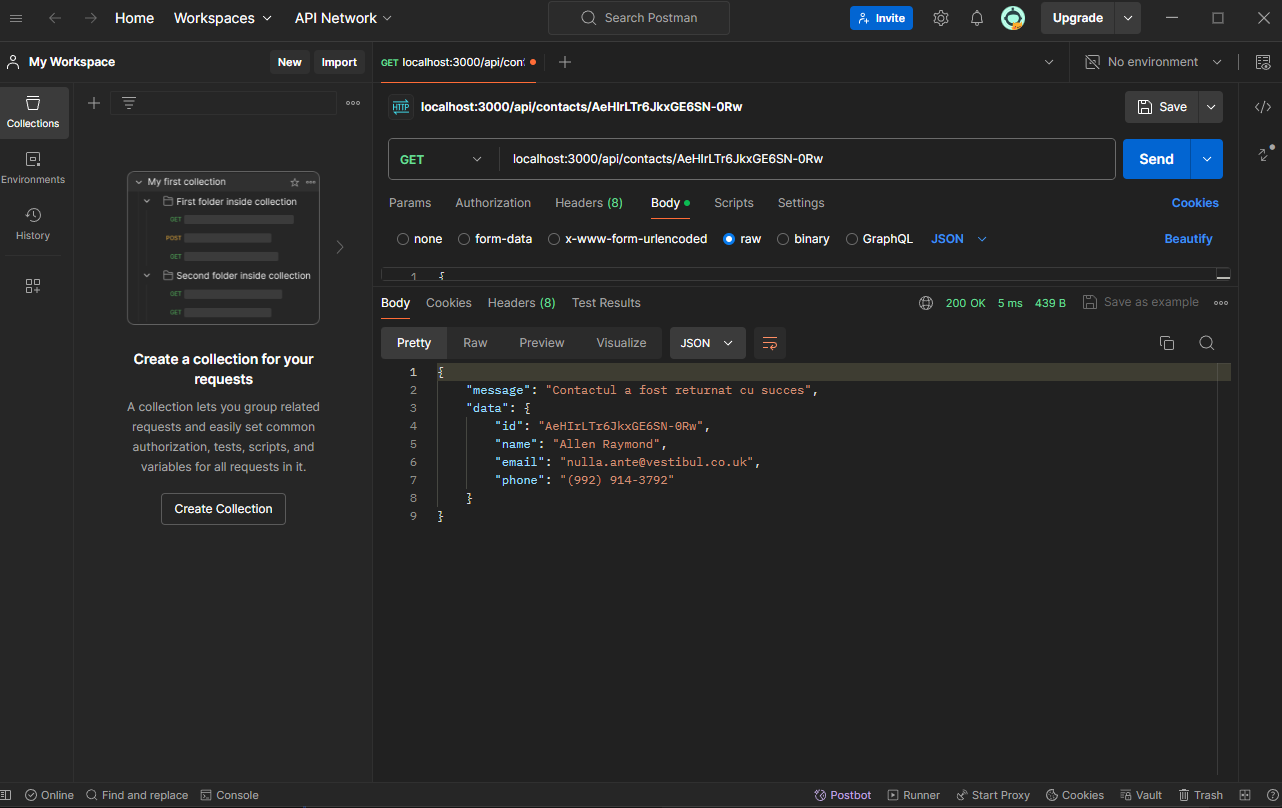 Home Workspaces API Network Search Postman Invite Upgrade
My Workspace New Import GET localhost:3000/api/con No environment
Collections
Environments
History
My first collection
First folder inside collection
GET
POST
GET
Second folder inside collection
GET
GET
Create a collection for your
requests
A collection lets you group related
requests and easily set common
authorization, tests, scripts, and
variables for all requests in it.
Create Collection
HTTP localhost:3000/api/contacts/AeHIrLTr6JkxGE6SN-0Rw Save
GET localhost:3000/api/contacts/AeHIrLTr6JkxGE6SN-0Rw Send
Params Authorization Headers (8) Body Scripts Settings Cookies
none form-data x-www-form-urlencoded raw binary GraphQL JSON Beautify
1 {
Body Cookies Headers (8) Test Results 200 OK 5 ms 439 B Save as example
Pretty Raw Preview Visualize JSON
1 {
2 "message": "Contactul a fost returnat cu succes",
3 "data": {
4 "id": "AeHIrLTr6JkxGE6SN-0Rw",
5 "name": "Allen Raymond",
6 "email": "nulla.ante@vestibul.co.uk",
7 "phone": "(992) 914-3792"
8 }
9 }
Online Find and replace Console Postbot Runner Start Proxy Cookies Vault Trash